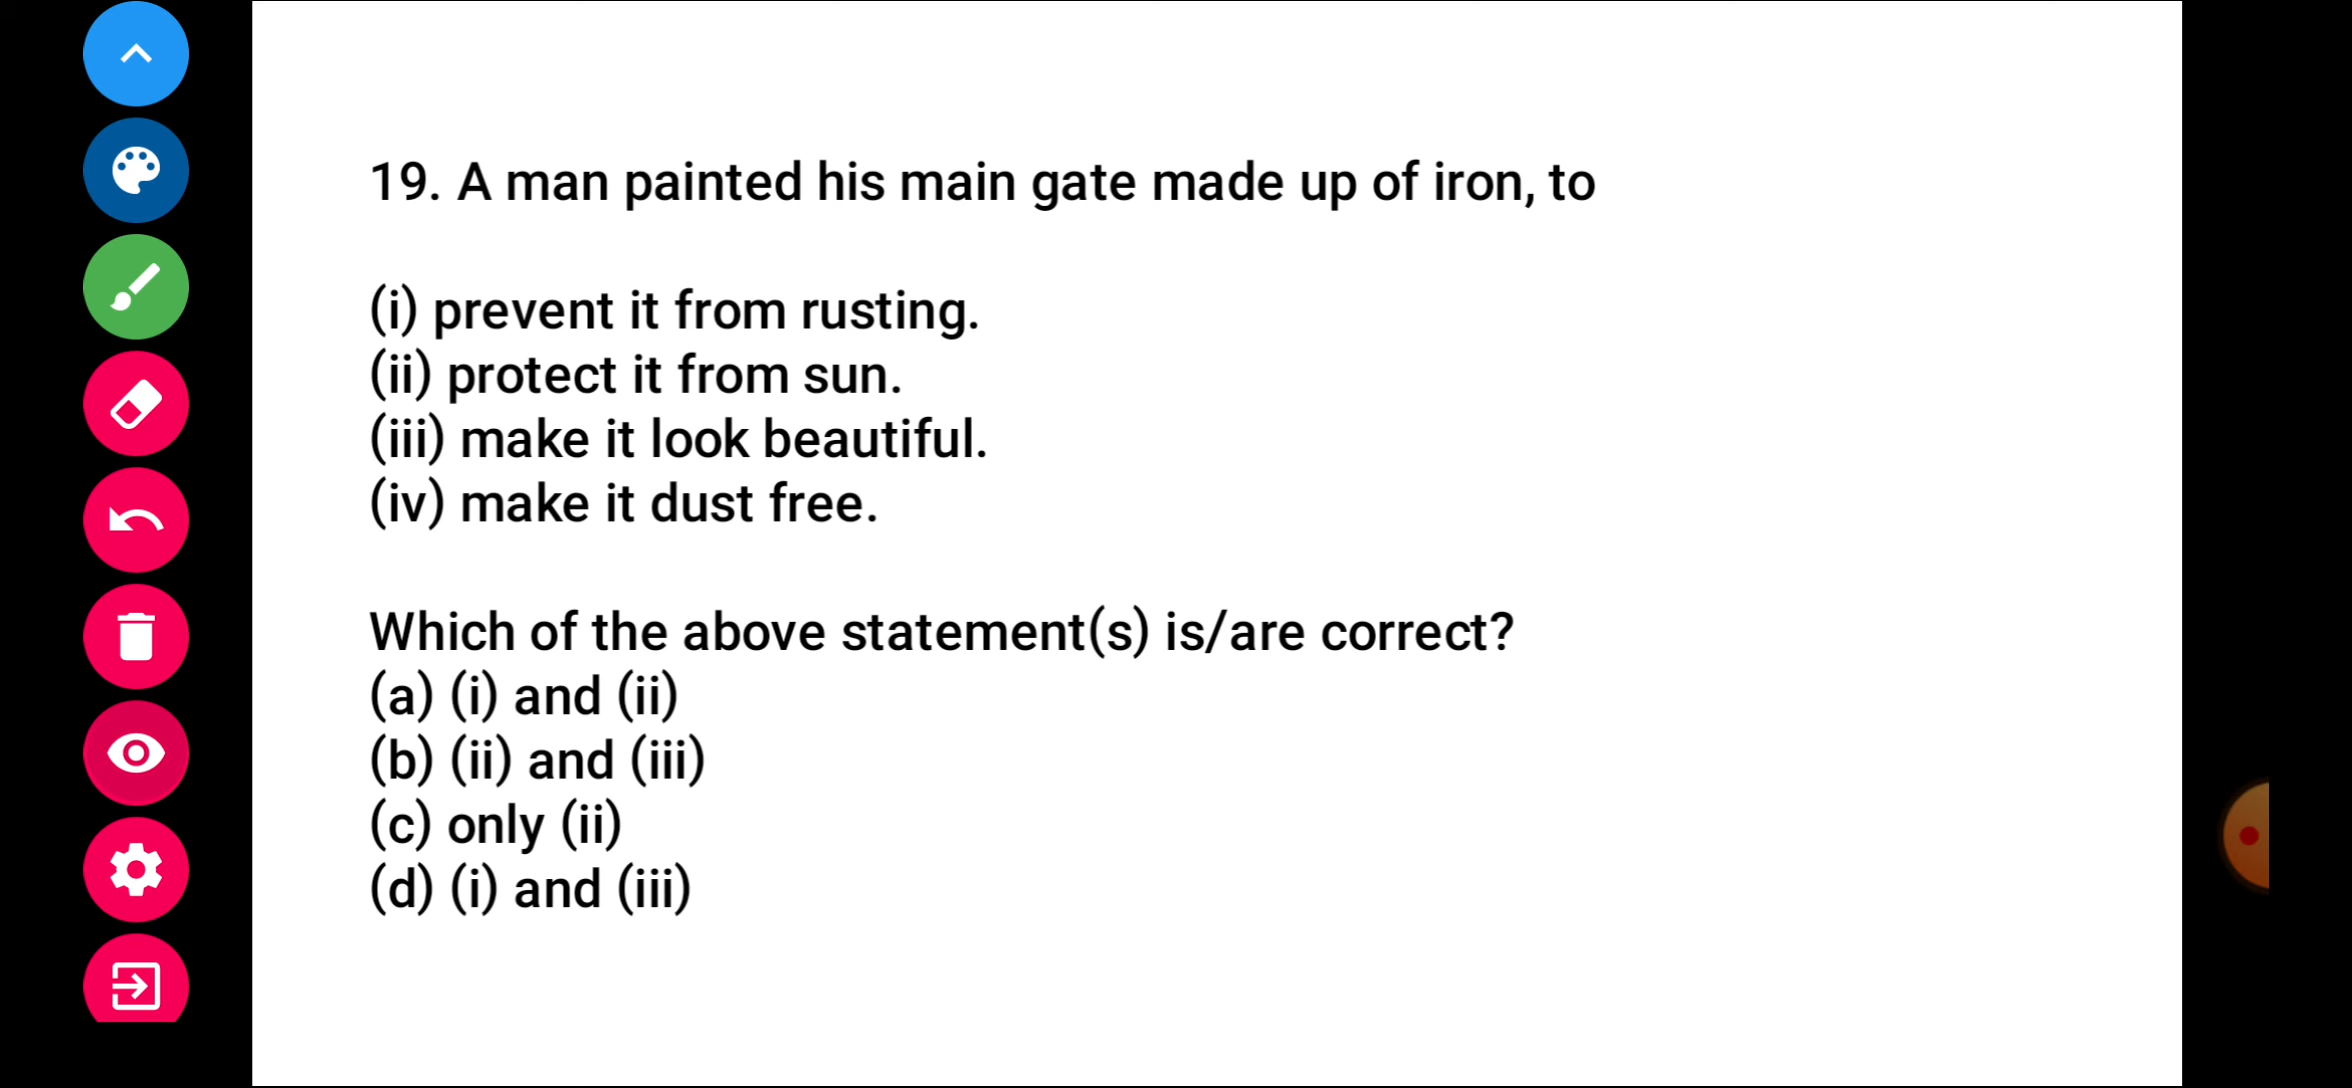 19. A man painted his main gate made up of iron, to
(i) prevent it from rusting.
(ii) protect it from sun.
(iii) make it look beautiful.
(iv) make it dust free.
Which of the above statement(s) is/are correct?
(a) (i) and (ii)
(b) (ii) and (iii)
(c) only (ii)
(d) (i) and (iii)